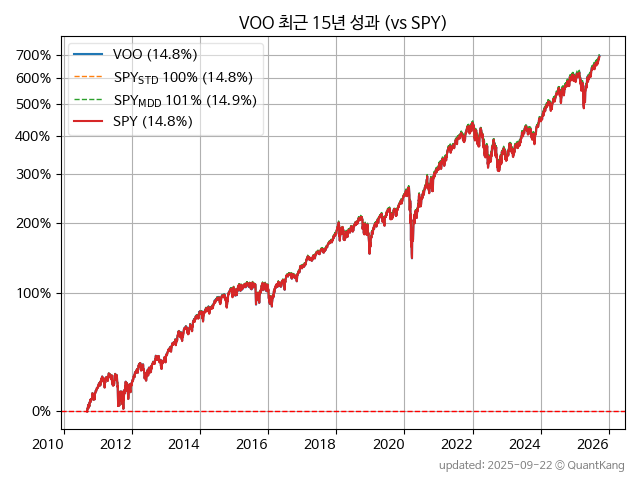 VOO 최근 15년 성과 (vs SPY)
VOO (14.8%)
SPY_STD 100% (14.8%)
SPY_MDD 101% (14.9%)
SPY (14.8%)
700%
600%
500%
400%
300%
200%
100%
0%
2010 2012 2014 2016 2018 2020 2022 2024 2026
updated: 2025-09-22 © QuantKang